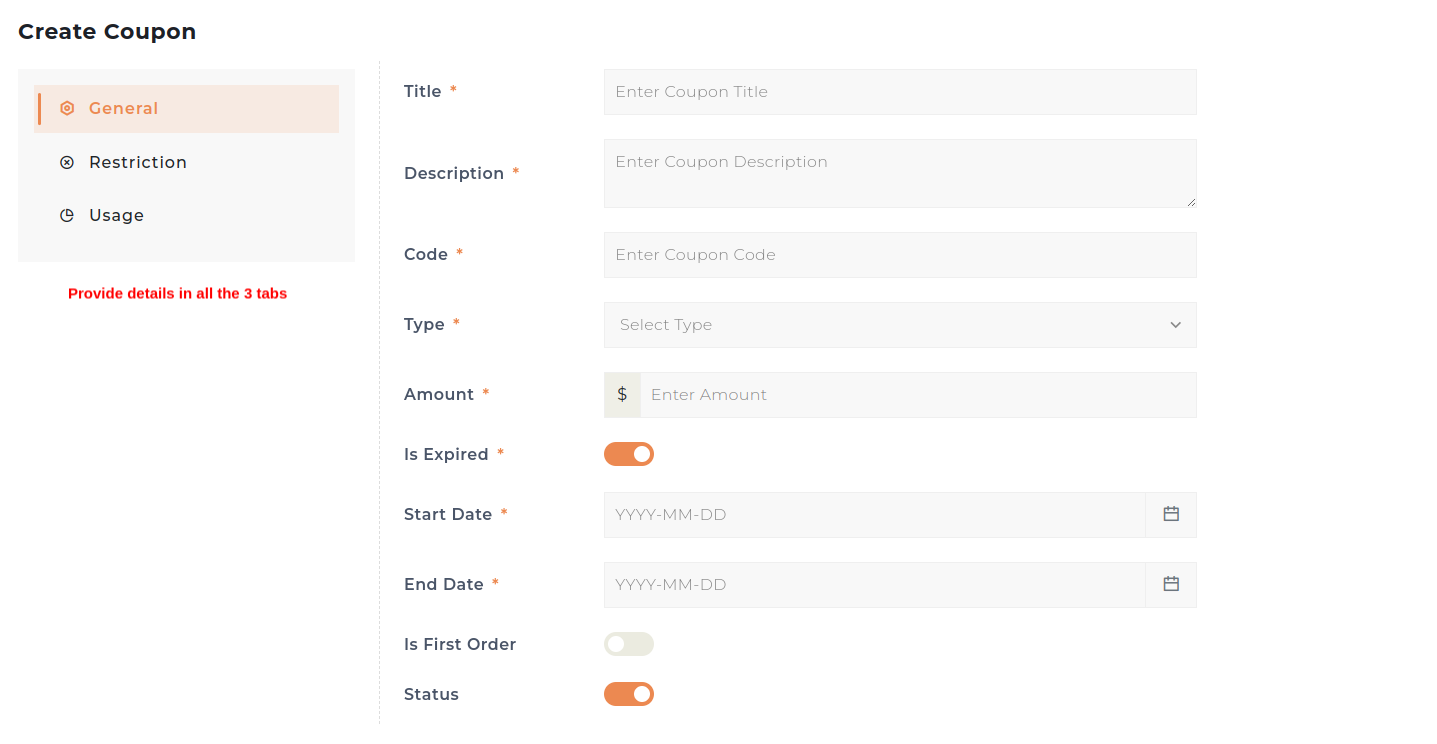 Create Coupon
General
Restriction
Usage
Provide details in all the 3 tabs
Title *
Enter Coupon Title
Description *
Enter Coupon Description
Code *
Enter Coupon Code
Type *
Select Type
Amount *
$ Enter Amount
Is Expired *
Start Date *
YYYY-MM-DD
End Date *
YYYY-MM-DD
Is First Order
Status